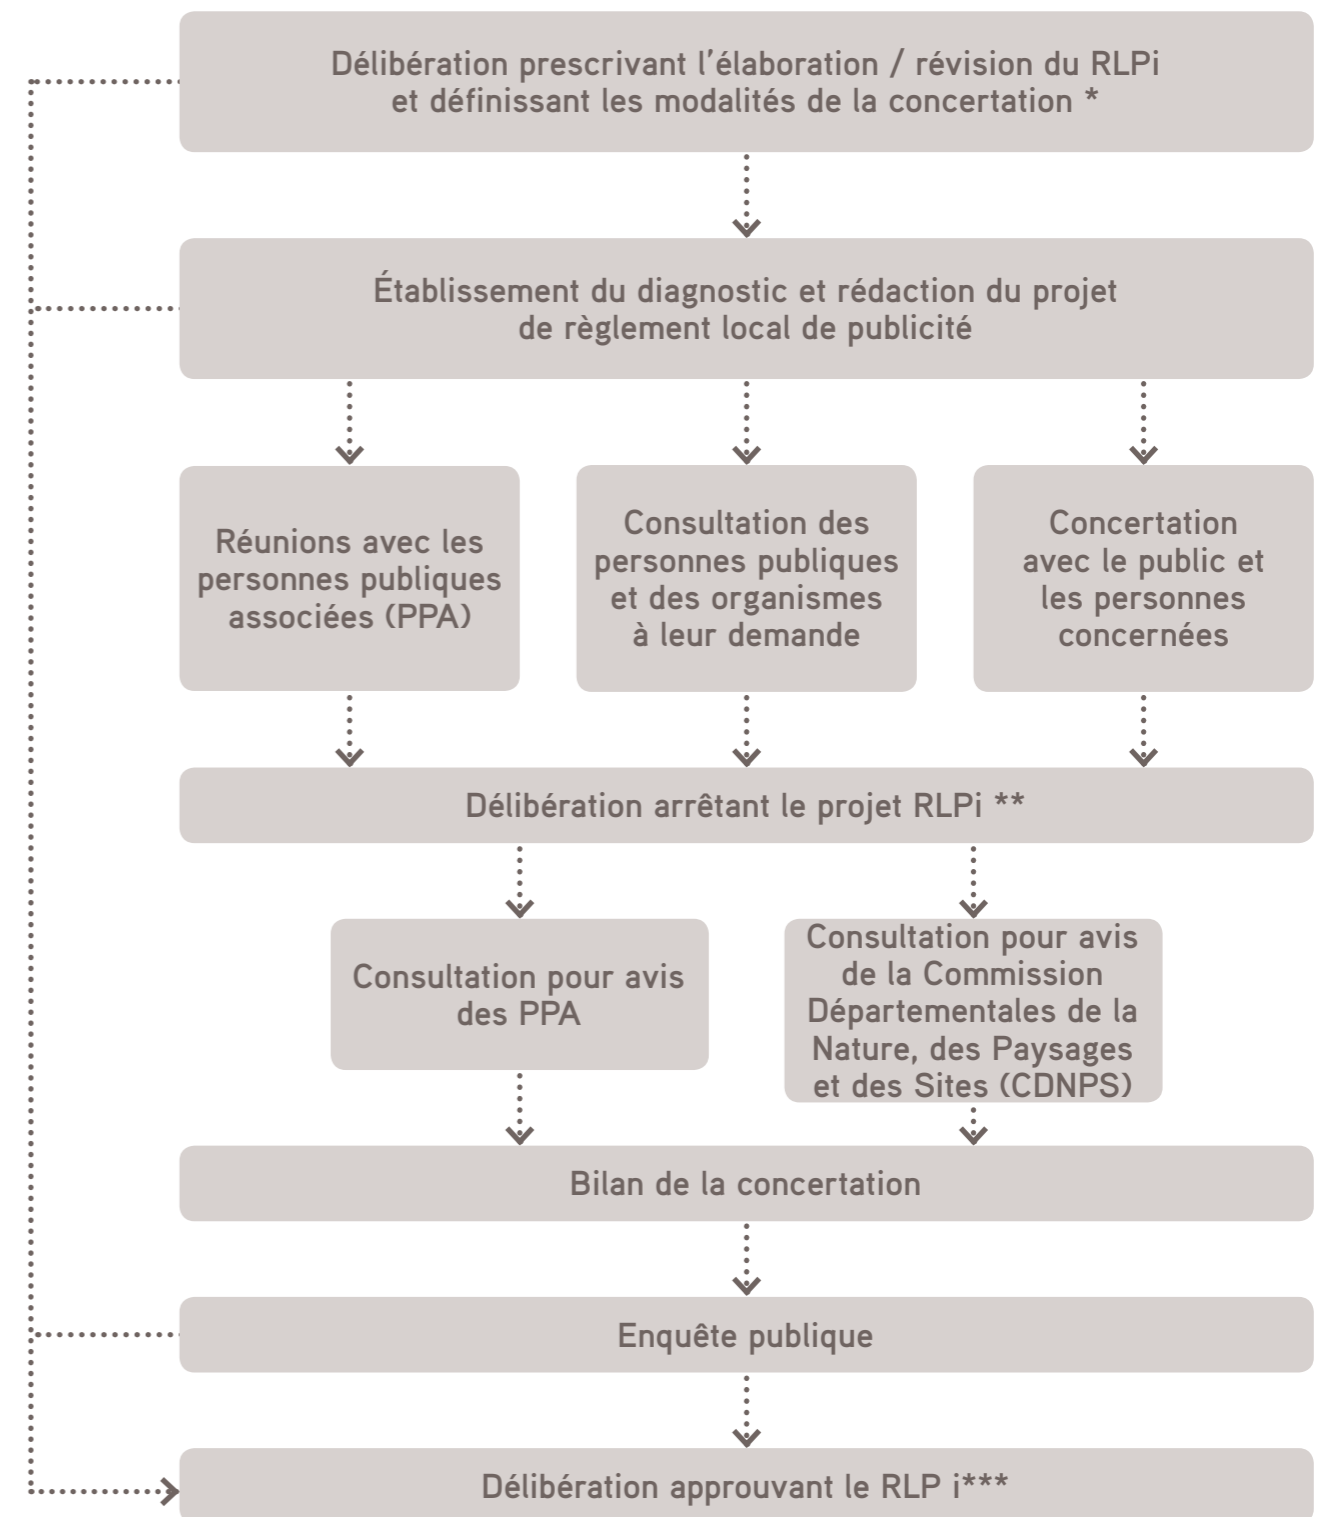 Délibération prescrivant l'élaboration / révision du RLPi
et définissant les modalités de la concertation *
Établissement du diagnostic et rédaction du projet
de règlement local de publicité
Réunions avec les
personnes publiques
associées (PPA)
Consultation des
personnes publiques
et des organismes
à leur demande
Concertation
avec le public et
les personnes
concernées
Délibération arrêtant le projet RLPi **
Consultation pour avis
des PPA
Consultation pour avis
de la Commission
Départementales de la
Nature, des Paysages
et des Sites (CDNPS)
Bilan de la concertation
Enquête publique
Délibération approuvant le RLP i***